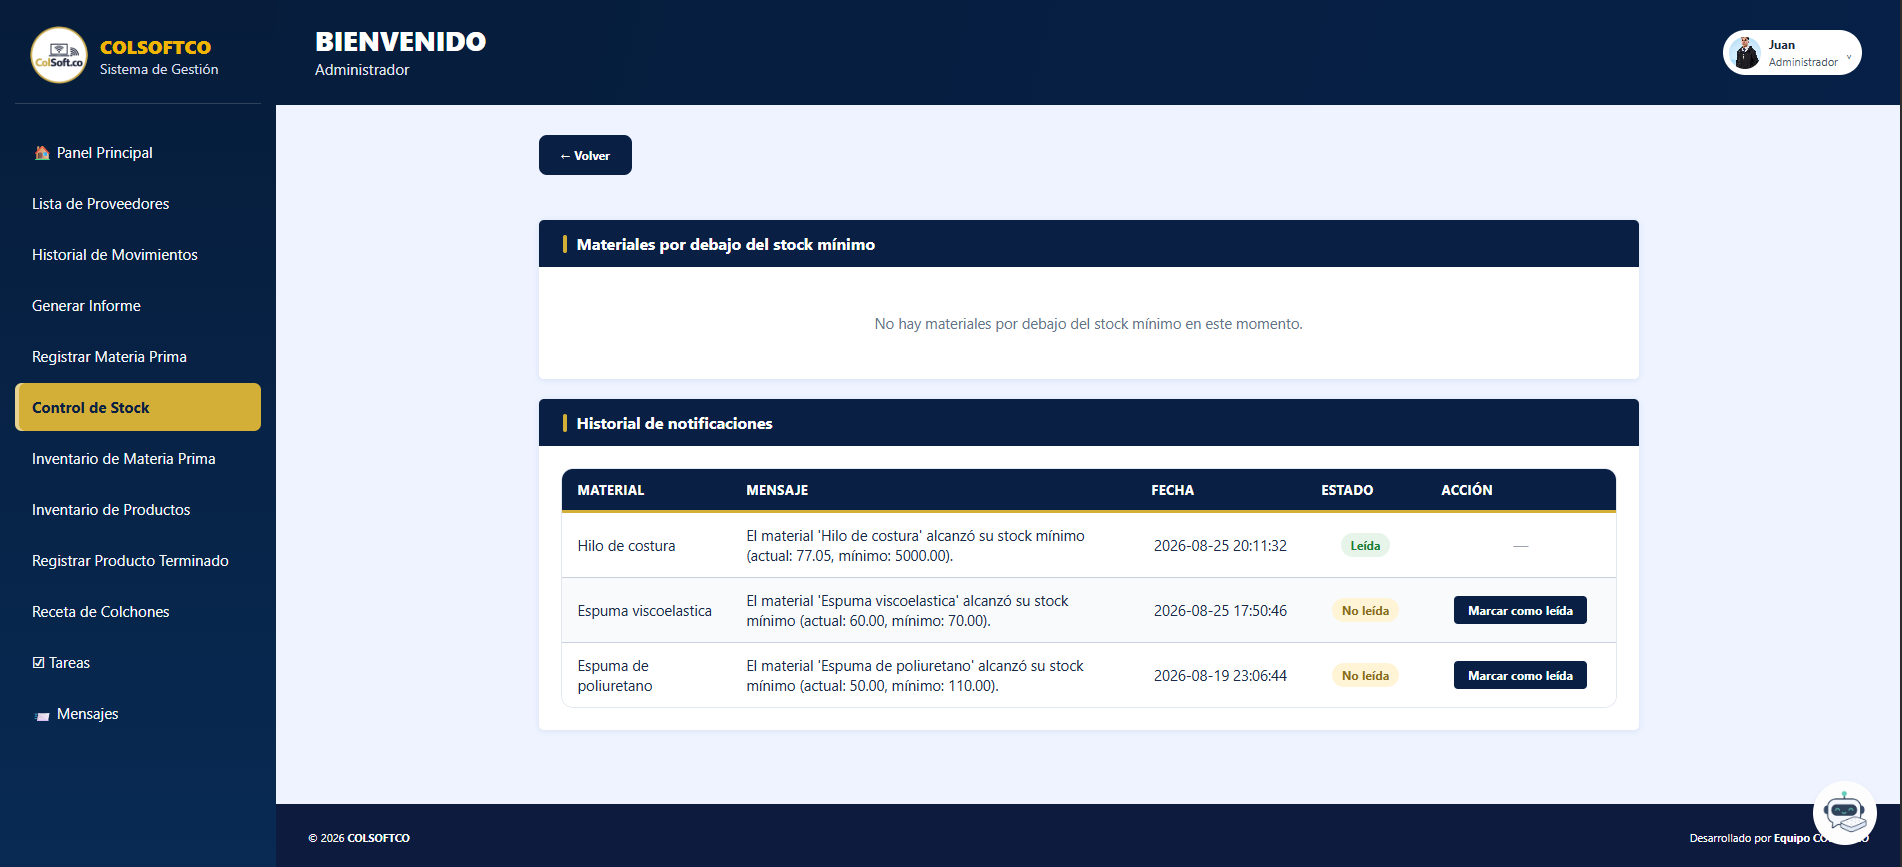 ColSoft.co
COLSOFTCO
Sistema de Gestión
BIENVENIDO
Administrador
Juan
Administrador
Panel Principal
Lista de Proveedores
Historial de Movimientos
Generar Informe
Registrar Materia Prima
Control de Stock
Inventario de Materia Prima
Inventario de Productos
Registrar Producto Terminado
Receta de Colchones
Tareas
Mensajes
← Volver
Materiales por debajo del stock mínimo
No hay materiales por debajo del stock mínimo en este momento.
Historial de notificaciones
MATERIAL MENSAJE FECHA ESTADO ACCIÓN
Hilo de costura
El material 'Hilo de costura' alcanzó su stock mínimo
(actual: 77.05, mínimo: 5000.00).
2026-08-25 20:11:32
Leída
—
Espuma viscoelastica
El material 'Espuma viscoelastica' alcanzó su stock
mínimo (actual: 60.00, mínimo: 70.00).
2026-08-25 17:50:46
No leída
Marcar como leída
Espuma de
poliuretano
El material 'Espuma de poliuretano' alcanzó su stock
mínimo (actual: 50.00, mínimo: 110.00).
2026-08-19 23:06:44
No leída
Marcar como leída
© 2026 COLSOFTCO
Desarrollado por Equipo